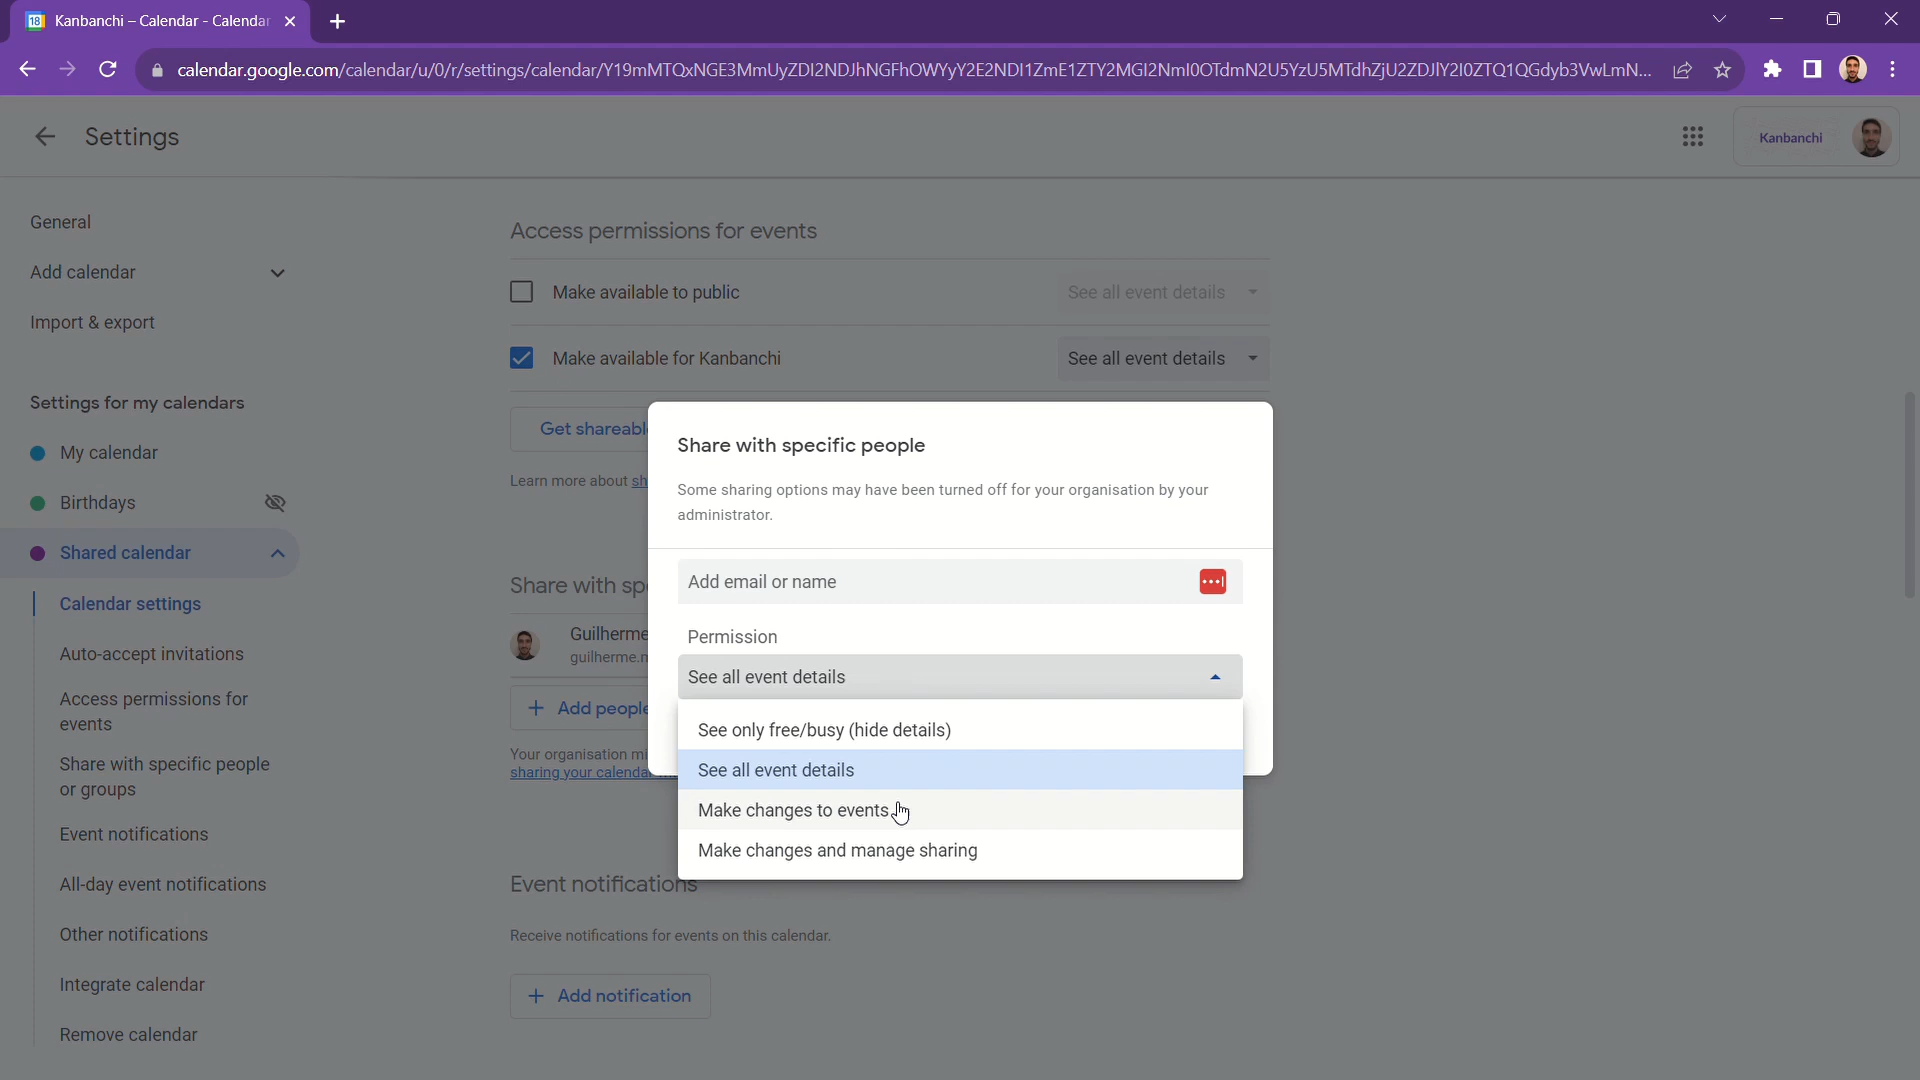 18
Kanbanchi – Calendar - Calendar
calendar.google.com/calendar/u/0/r/settings/calendar/
Settings
Kanbanchi
General
Add calendar
Import & export
Settings for my calendars
My calendar
Birthdays
Shared calendar
Calendar settings
Auto-accept invitations
Access permissions for
events
Share with specific people
or groups
Event notifications
All-day event notifications
Other notifications
Integrate calendar
Remove calendar
Access permissions for events
Make available to public
See all event details
Make available for Kanbanchi
See all event details
Get shareabl
Learn more about sh
Share with sp
Guilherme
guilherme.n
Add people
Your organisation mi
sharing your calenda
Event notifications
Receive notifications for events on this calendar.
Add notification
Share with specific people
Some sharing options may have been turned off for your organisation by your
administrator.
Add email or name
Permission
See all event details
See only free/busy (hide details)
See all event details
Make changes to events
Make changes and manage sharing